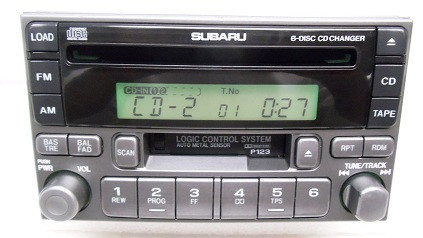 LOAD
SUBARU
6-DISC CD CHANGER
FM
AM
CD-IN 1 2
T.No
CD-2 01 0:27
CD
TAPE
BAS TRE
BAL FAD
SCAN
LOGIC CONTROL SYSTEM
AUTO METAL SENSOR
P123
RPT
RDM
PUSH
PWR
VOL
TUNE/TRACK
1 2 3 4 5 6
REW PROG FF TPS